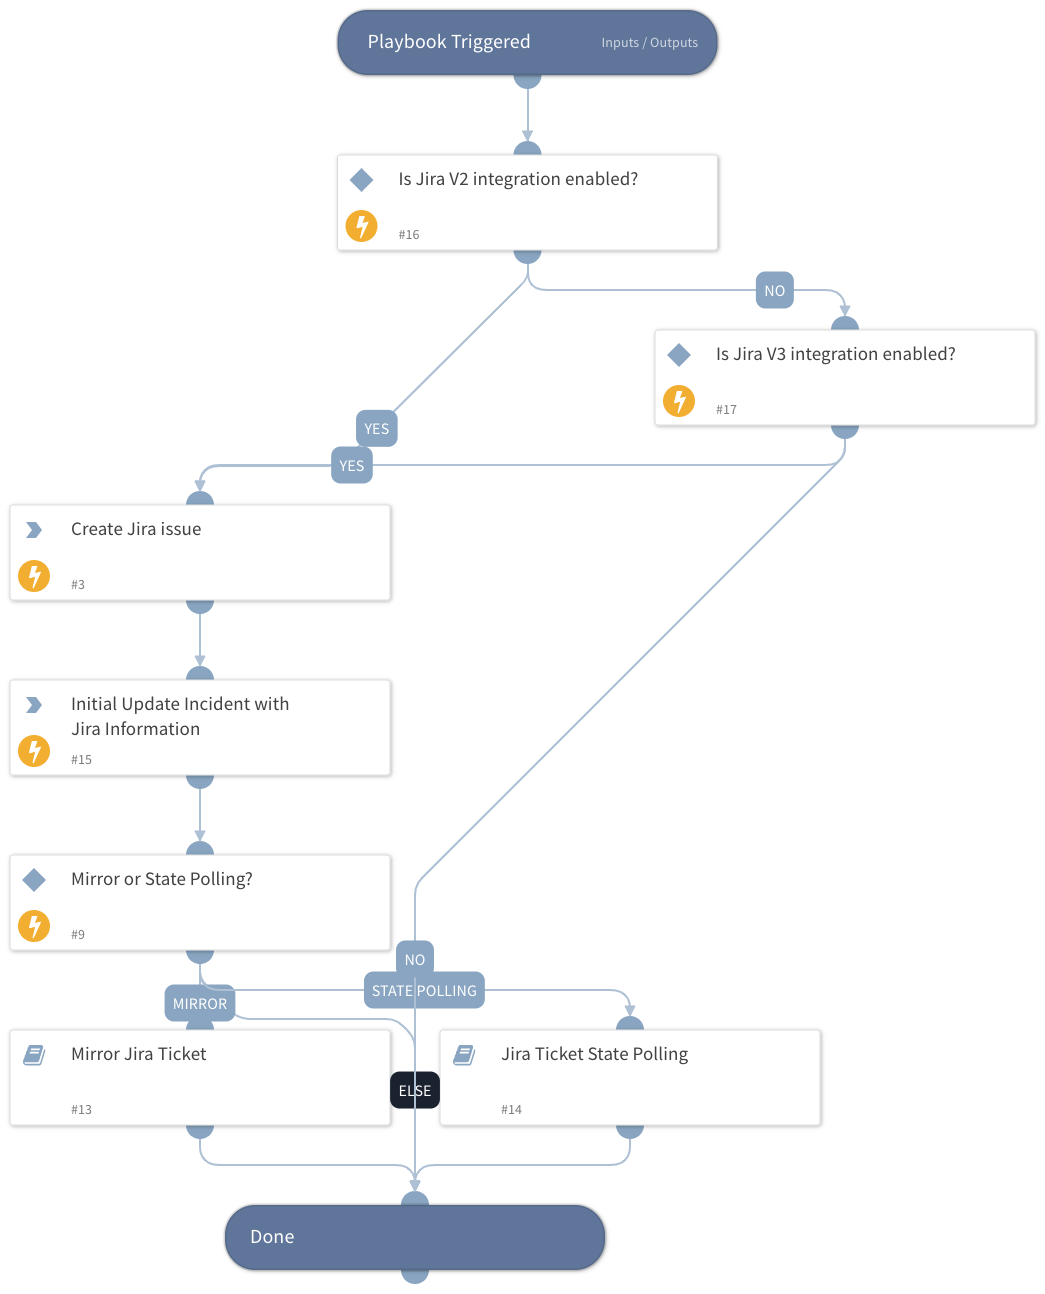 Playbook Triggered
Inputs / Outputs
Is Jira V2 integration enabled?
#16
NO
Is Jira V3 integration enabled?
#17
YES
YES
Create Jira issue
#3
Initial Update Incident with
Jira Information
#15
Mirror or State Polling?
#9
NO
STATE POLLING
MIRROR
Mirror Jira Ticket
#13
ELSE
Jira Ticket State Polling
#14
Done